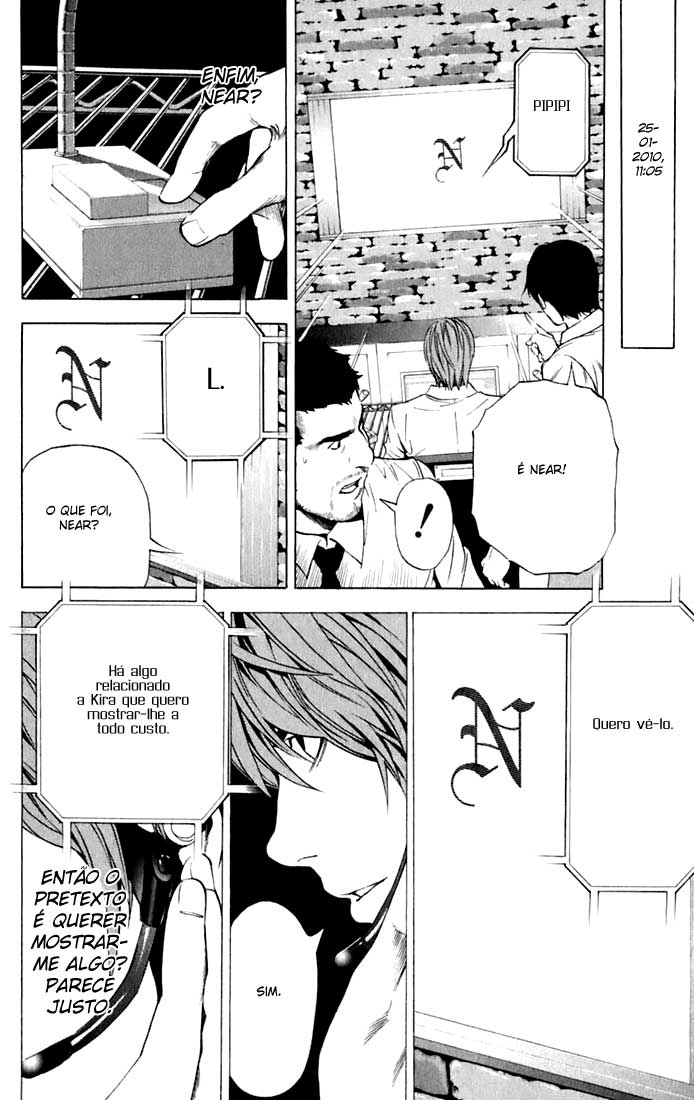 25-
01-
2010,
11:05
PIPIPI
N
É NEAR!
!
ENFIM,
NEAR?
L.
N
O QUE FOI,
NEAR?
Quero vé-lo.
N
SIM.
Há algo
relacionado
a Kira que quero
mostrar-lhe a
todo custo.
ENTÃO O
PRETEXTO
É QUERER
MOSTRAR-
ME ALGO?
PARECE
JUSTO.